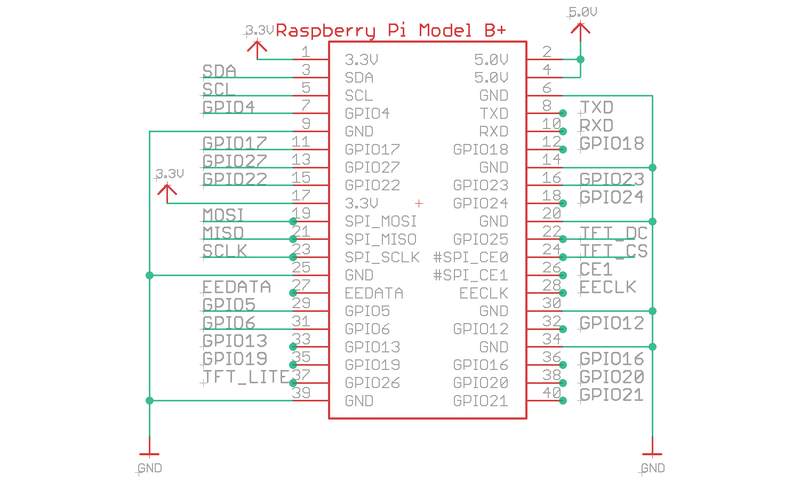 5.0V
3.3V Raspberry Pi Model B+
1 3.3V 5.0V 2
SDA 3 SDA 5.0V 4
SCL 5 SCL GND 6
GPIO4 7 GPIO4 TXD 8 TXD
9 GND RXD 10 RXD
GPIO17 11 GPIO17 GPIO18 12 GPIO18
GPIO27 13 GPIO27 GND 14
GPIO22 15 GPIO22 GPIO23 16 GPIO23
3.3V 17 3.3V GPIO24 18 GPIO24
MOSI 19 SPI_MOSI GND 20
MISO 21 SPI_MISO GPIO25 22 TFT_DC
SCLK 23 SPI_SCLK #SPI_CE0 24 TFT_CS
25 GND #SPI_CE1 26 CE1
EEDATA 27 EEDATA EECLK 28 EECLK
GPIO5 29 GPIO5 GND 30
GPIO6 31 GPIO6 GPIO12 32 GPIO12
GPIO13 33 GPIO13 GND 34
GPIO19 35 GPIO19 GPIO16 36 GPIO16
TFT_LITE 37 GPIO26 GPIO20 38 GPIO20
39 GND GPIO21 40 GPIO21
GND GND